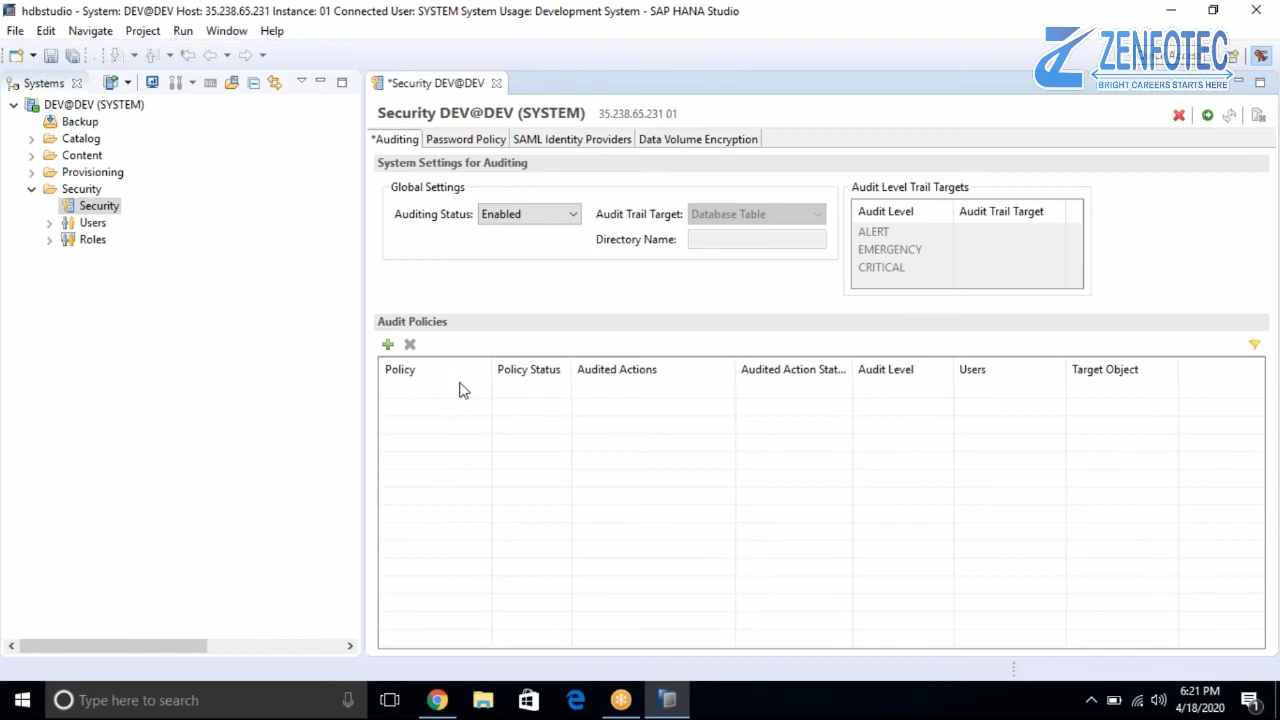 hdbstudio - System: DEV@DEV Host: 35.238.65.231 Instance: 01 Connected User: SYSTEM System Usage: Development System - SAP HANA Studio
File Edit Navigate Project Run Window Help
ZENFOTEC
BRIGHT CAREERS STARTS HERE
Systems
DEV@DEV (SYSTEM)
Backup
Catalog
Content
Provisioning
Security
Security
Users
Roles
*Security DEV@DEV
Security DEV@DEV (SYSTEM) 35.238.65.231 01
*Auditing Password Policy SAML Identity Providers Data Volume Encryption
System Settings for Auditing
Global Settings
Auditing Status: Enabled Audit Trail Target: Database Table
Directory Name:
Audit Level Trail Targets
Audit Level Audit Trail Target
ALERT
EMERGENCY
CRITICAL
Audit Policies
Policy Policy Status Audited Actions Audited Action Stat... Audit Level Users Target Object
Type here to search
6:21 PM
4/18/2020
1